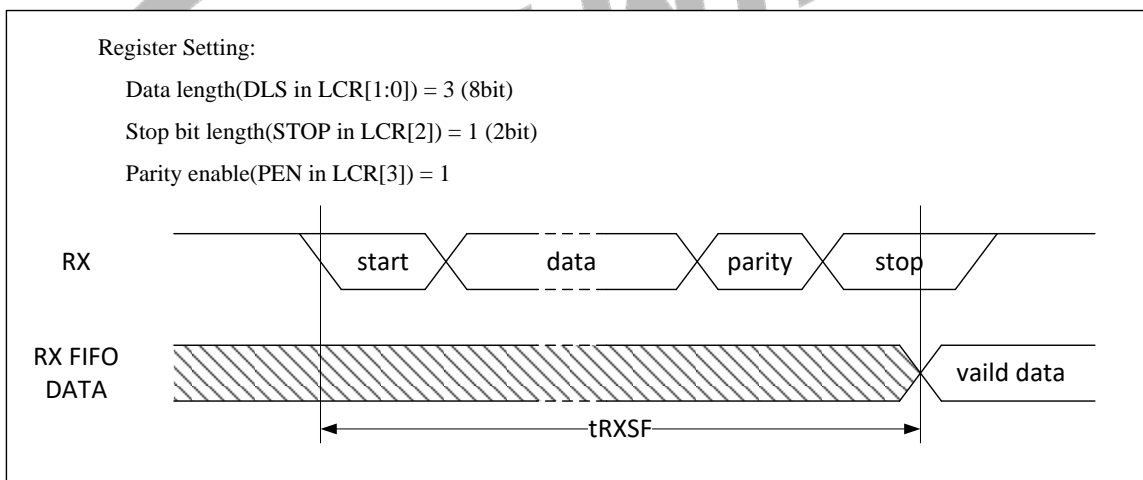 Register Setting:
Data length(DLS in LCR[1:0]) = 3 (8bit)
Stop bit length(STOP in LCR[2]) = 1 (2bit)
Parity enable(PEN in LCR[3]) = 1
RX start data parity stop
RX FIFO
DATA
vaild data
tRXSF